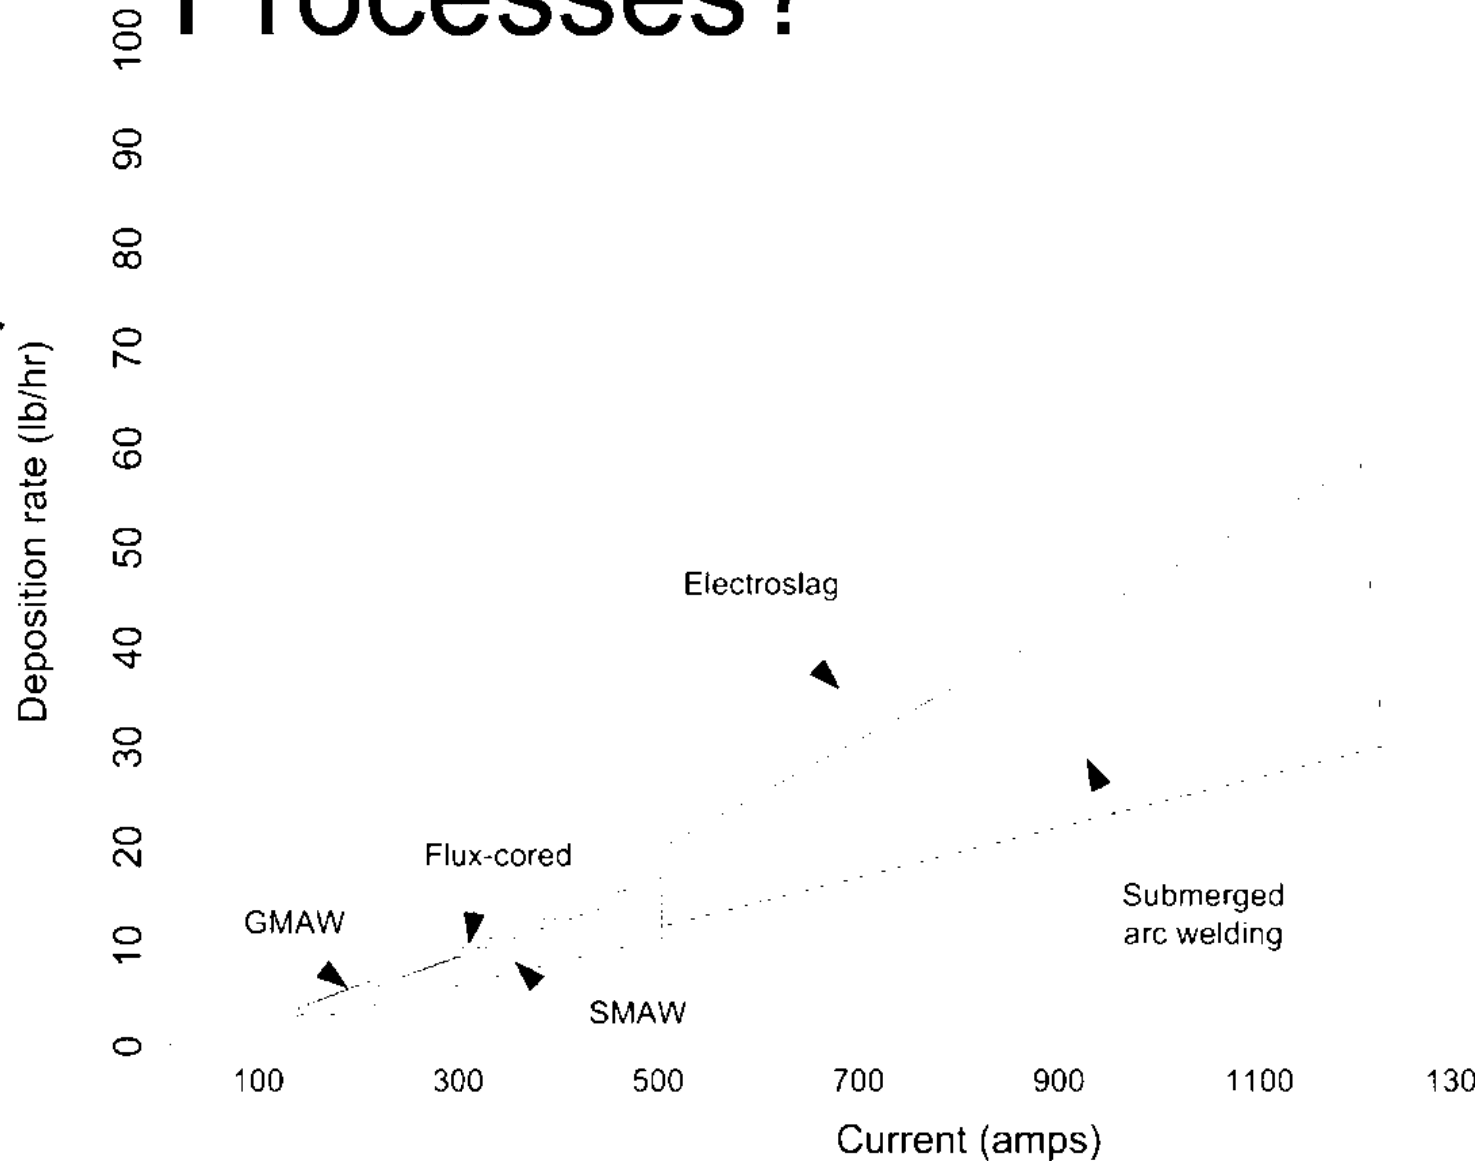 Processes?
100
90
80
70
60
50
40
30
20
10
0
Deposition rate (lb/hr)
Electroslag
Flux-cored
GMAW
Submerged
arc welding
SMAW
100 300 500 700 900 1100 130
Current (amps)